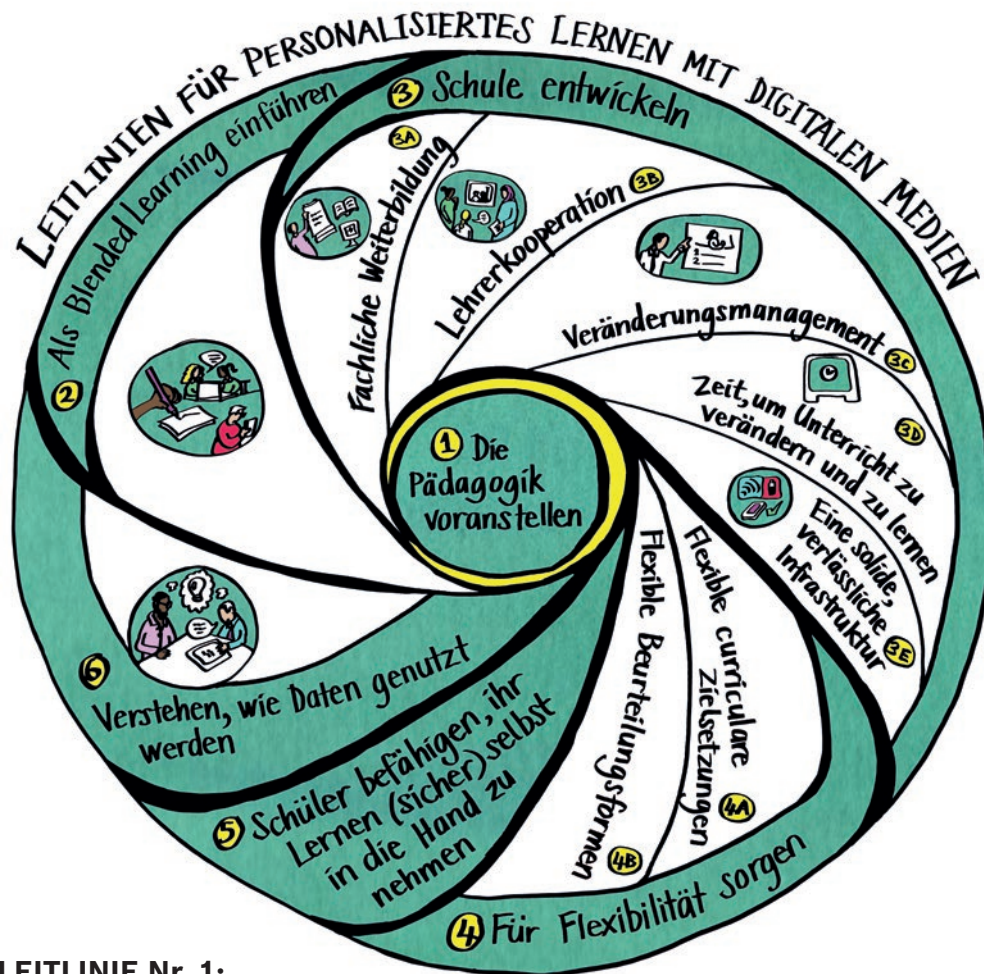 LEITLINIEN FÜR PERSONALISIERTES LERNEN MIT DIGITALEN MEDIEN
1 Die
Pädagogik
voranstellen
2 Als Blended Learning einführen
3 Schule entwickeln
3A Fachliche Weiterbildung
Lehrerkooperation 3B
Veränderungsmanagement 3C
Zeit, um Unterricht zu
verändern und zu lernen
3D
Eine solide,
verlässliche
Infrastruktur
3E
4 Für Flexibilität sorgen
Flexible curriculare
Zielsetzungen
4A
Flexible Beurteilungsformen
4B
5 Schüler befähigen, ihr
Lernen (sicher) selbst
in die Hand zu
nehmen
6
Verstehen, wie Daten genutzt
werden
LEITLINIE Nr. 1: